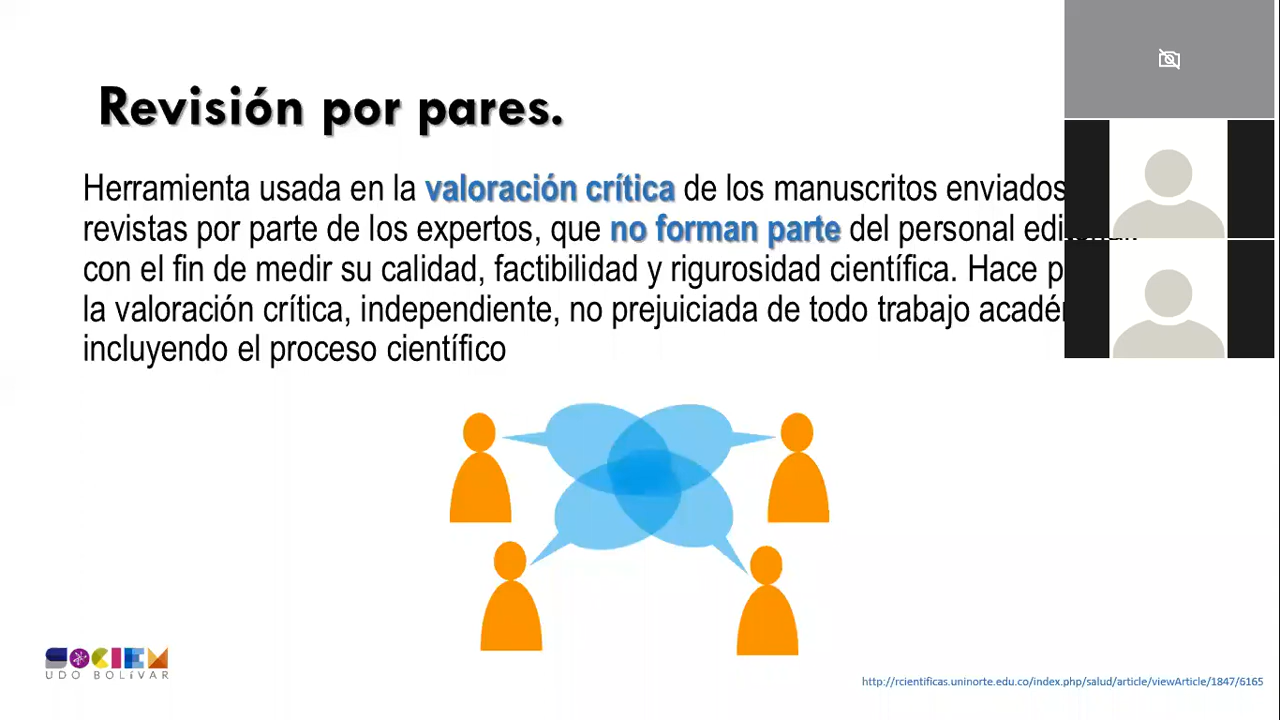 Revisión por pares.
Herramienta usada en la valoración crítica de los manuscritos enviados
revistas por parte de los expertos, que no forman parte del personal
con el fin de medir su calidad, factibilidad y rigurosidad científica. Hace
la valoración crítica, independiente, no prejuiciada de todo trabajo
incluyendo el proceso científico
SOCIEM
UDO BOLÍVAR
http://rcientificas.uninorte.edu.co/index.php/salud/article/viewArticle/1847/6165